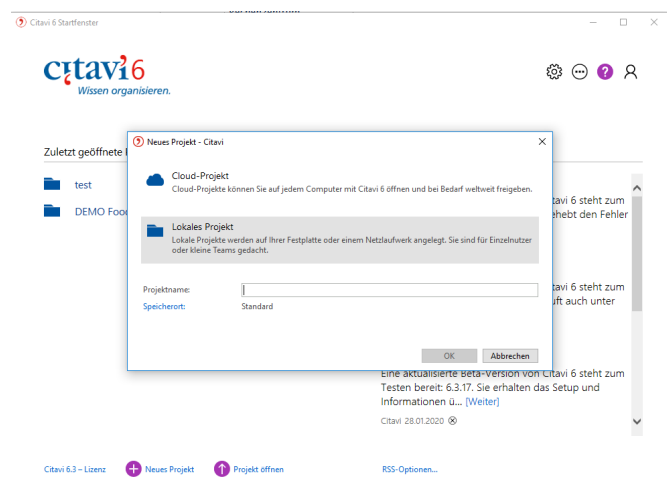 Citavi 6 Startfenster
citavi 6
Wissen organisieren.
Zuletzt geöffnete
test
DEMO Foo
Neues Projekt - Citavi
Cloud-Projekt
Cloud-Projekte können Sie auf jedem Computer mit Citavi 6 öffnen und bei Bedarf weltweit freigeben.
Lokales Projekt
Lokale Projekte werden auf Ihrer Festplatte oder einem Netzlaufwerk angelegt. Sie sind für Einzelnutzer
oder kleine Teams gedacht.
Projektname:
Speicherort: Standard
OK Abbrechen
tavi 6 steht zum
ehebt den Fehler
tavi 6 steht zum
uft auch unter
Eine aktualisierte Beta-Version von Citavi 6 steht zum
Testen bereit: 6.3.17. Sie erhalten das Setup und
Informationen ü... [Weiter]
Citavi 28.01.2020
Citavi 6.3 – Lizenz Neues Projekt Projekt öffnen RSS-Optionen...